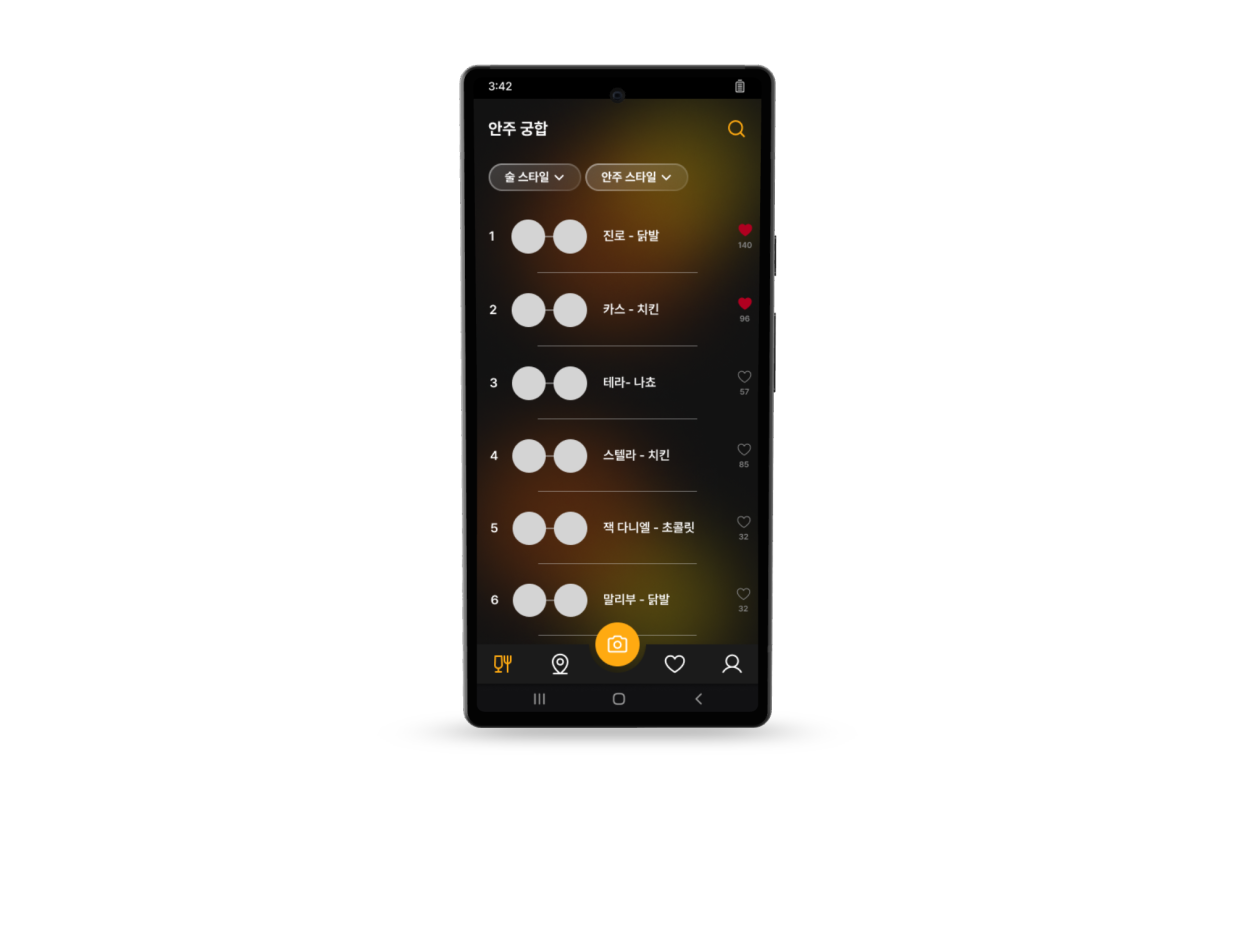 3:42
안주 궁합
술 스타일 안주 스타일
1 진로 - 닭발 140
2 카스 - 치킨 96
3 테라- 나쵸 57
4 스텔라 - 치킨 85
5 잭 다니엘 - 초콜릿 32
6 말리부 - 닭발 32